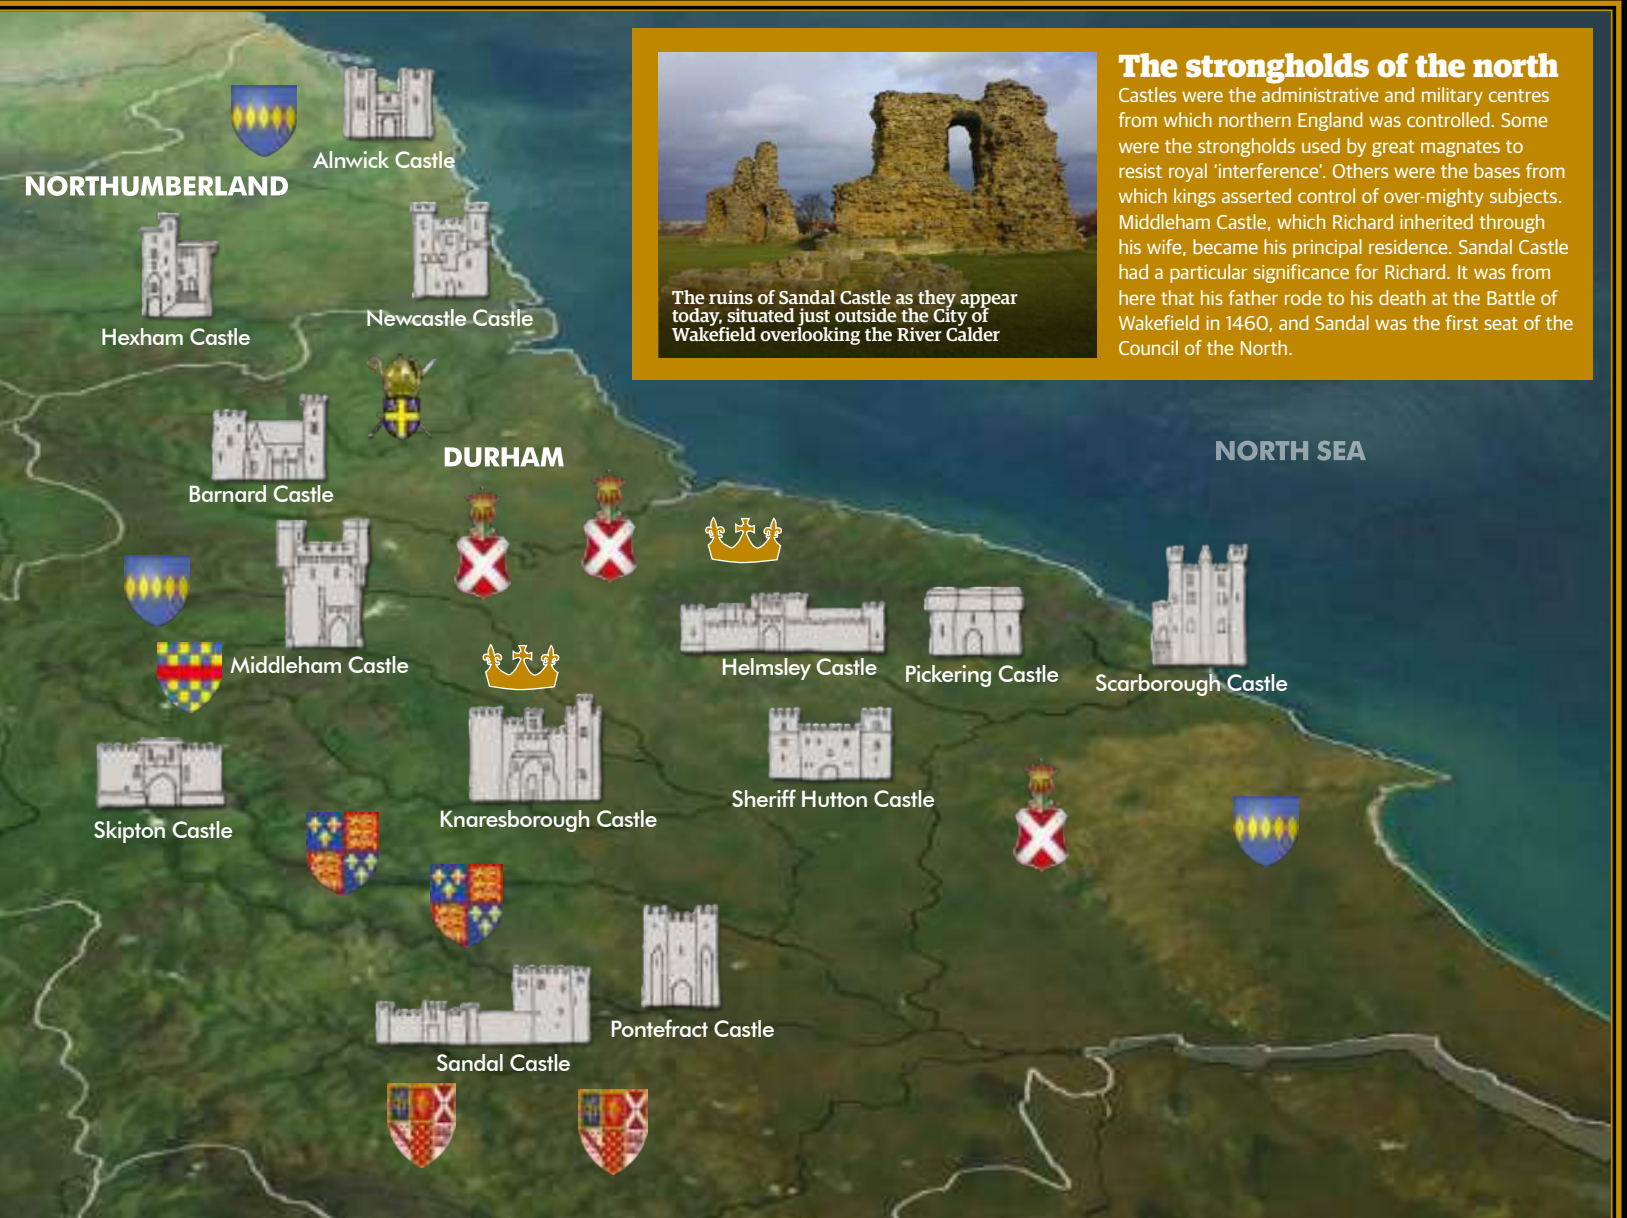 The strongholds of the north
Castles were the administrative and military centres
from which northern England was controlled. Some
were the strongholds used by great magnates to
resist royal ‘interference’. Others were the bases from
which kings asserted control of over-mighty subjects.
Middleham Castle, which Richard inherited through
his wife, became his principal residence. Sandal Castle
had a particular significance for Richard. It was from
here that his father rode to his death at the Battle of
Wakefield in 1460, and Sandal was the first seat of the
Council of the North.
The ruins of Sandal Castle as they appear
today, situated just outside the City of
Wakefield overlooking the River Calder
Alnwick Castle
NORTHUMBERLAND
Newcastle Castle
Hexham Castle
DURHAM
NORTH SEA
Barnard Castle
Middleham Castle
Helmsley Castle
Pickering Castle
Scarborough Castle
Skipton Castle
Knaresborough Castle
Sheriff Hutton Castle
Pontefract Castle
Sandal Castle